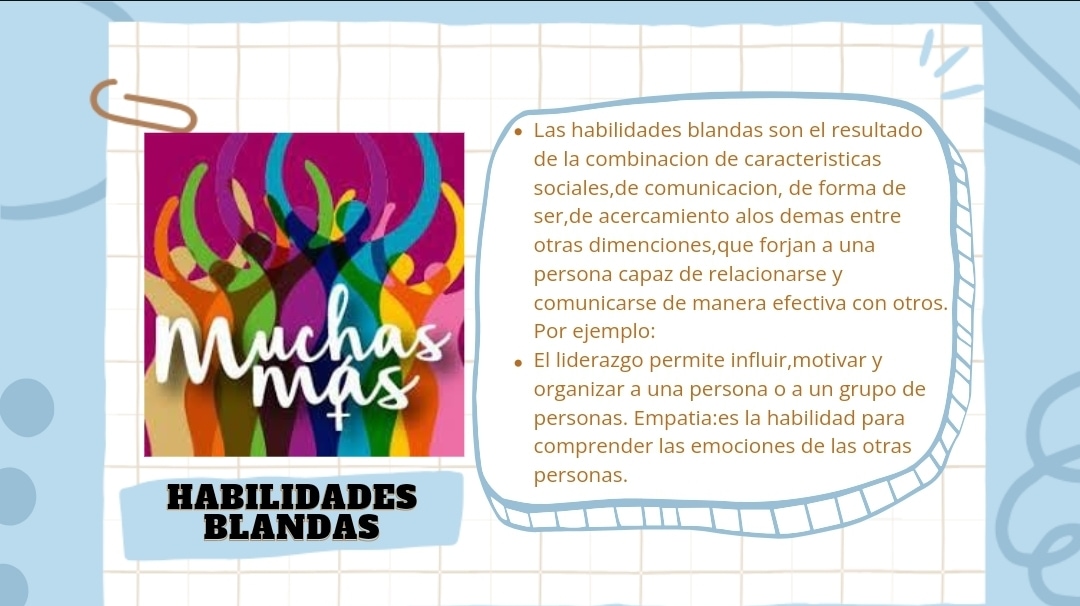 Muchas
más
HABILIDADES
BLANDAS
Las habilidades blandas son el resultado
de la combinacion de caracteristicas
sociales,de comunicacion, de forma de
ser,de acercamiento alos demas entre
otras dimenciones,que forjan a una
persona capaz de relacionarse y
comunicarse de manera efectiva con otros.
Por ejemplo:
El liderazgo permite influir,motivar y
organizar a una persona o a un grupo de
personas. Empatia:es la habilidad para
comprender las emociones de las otras
personas.